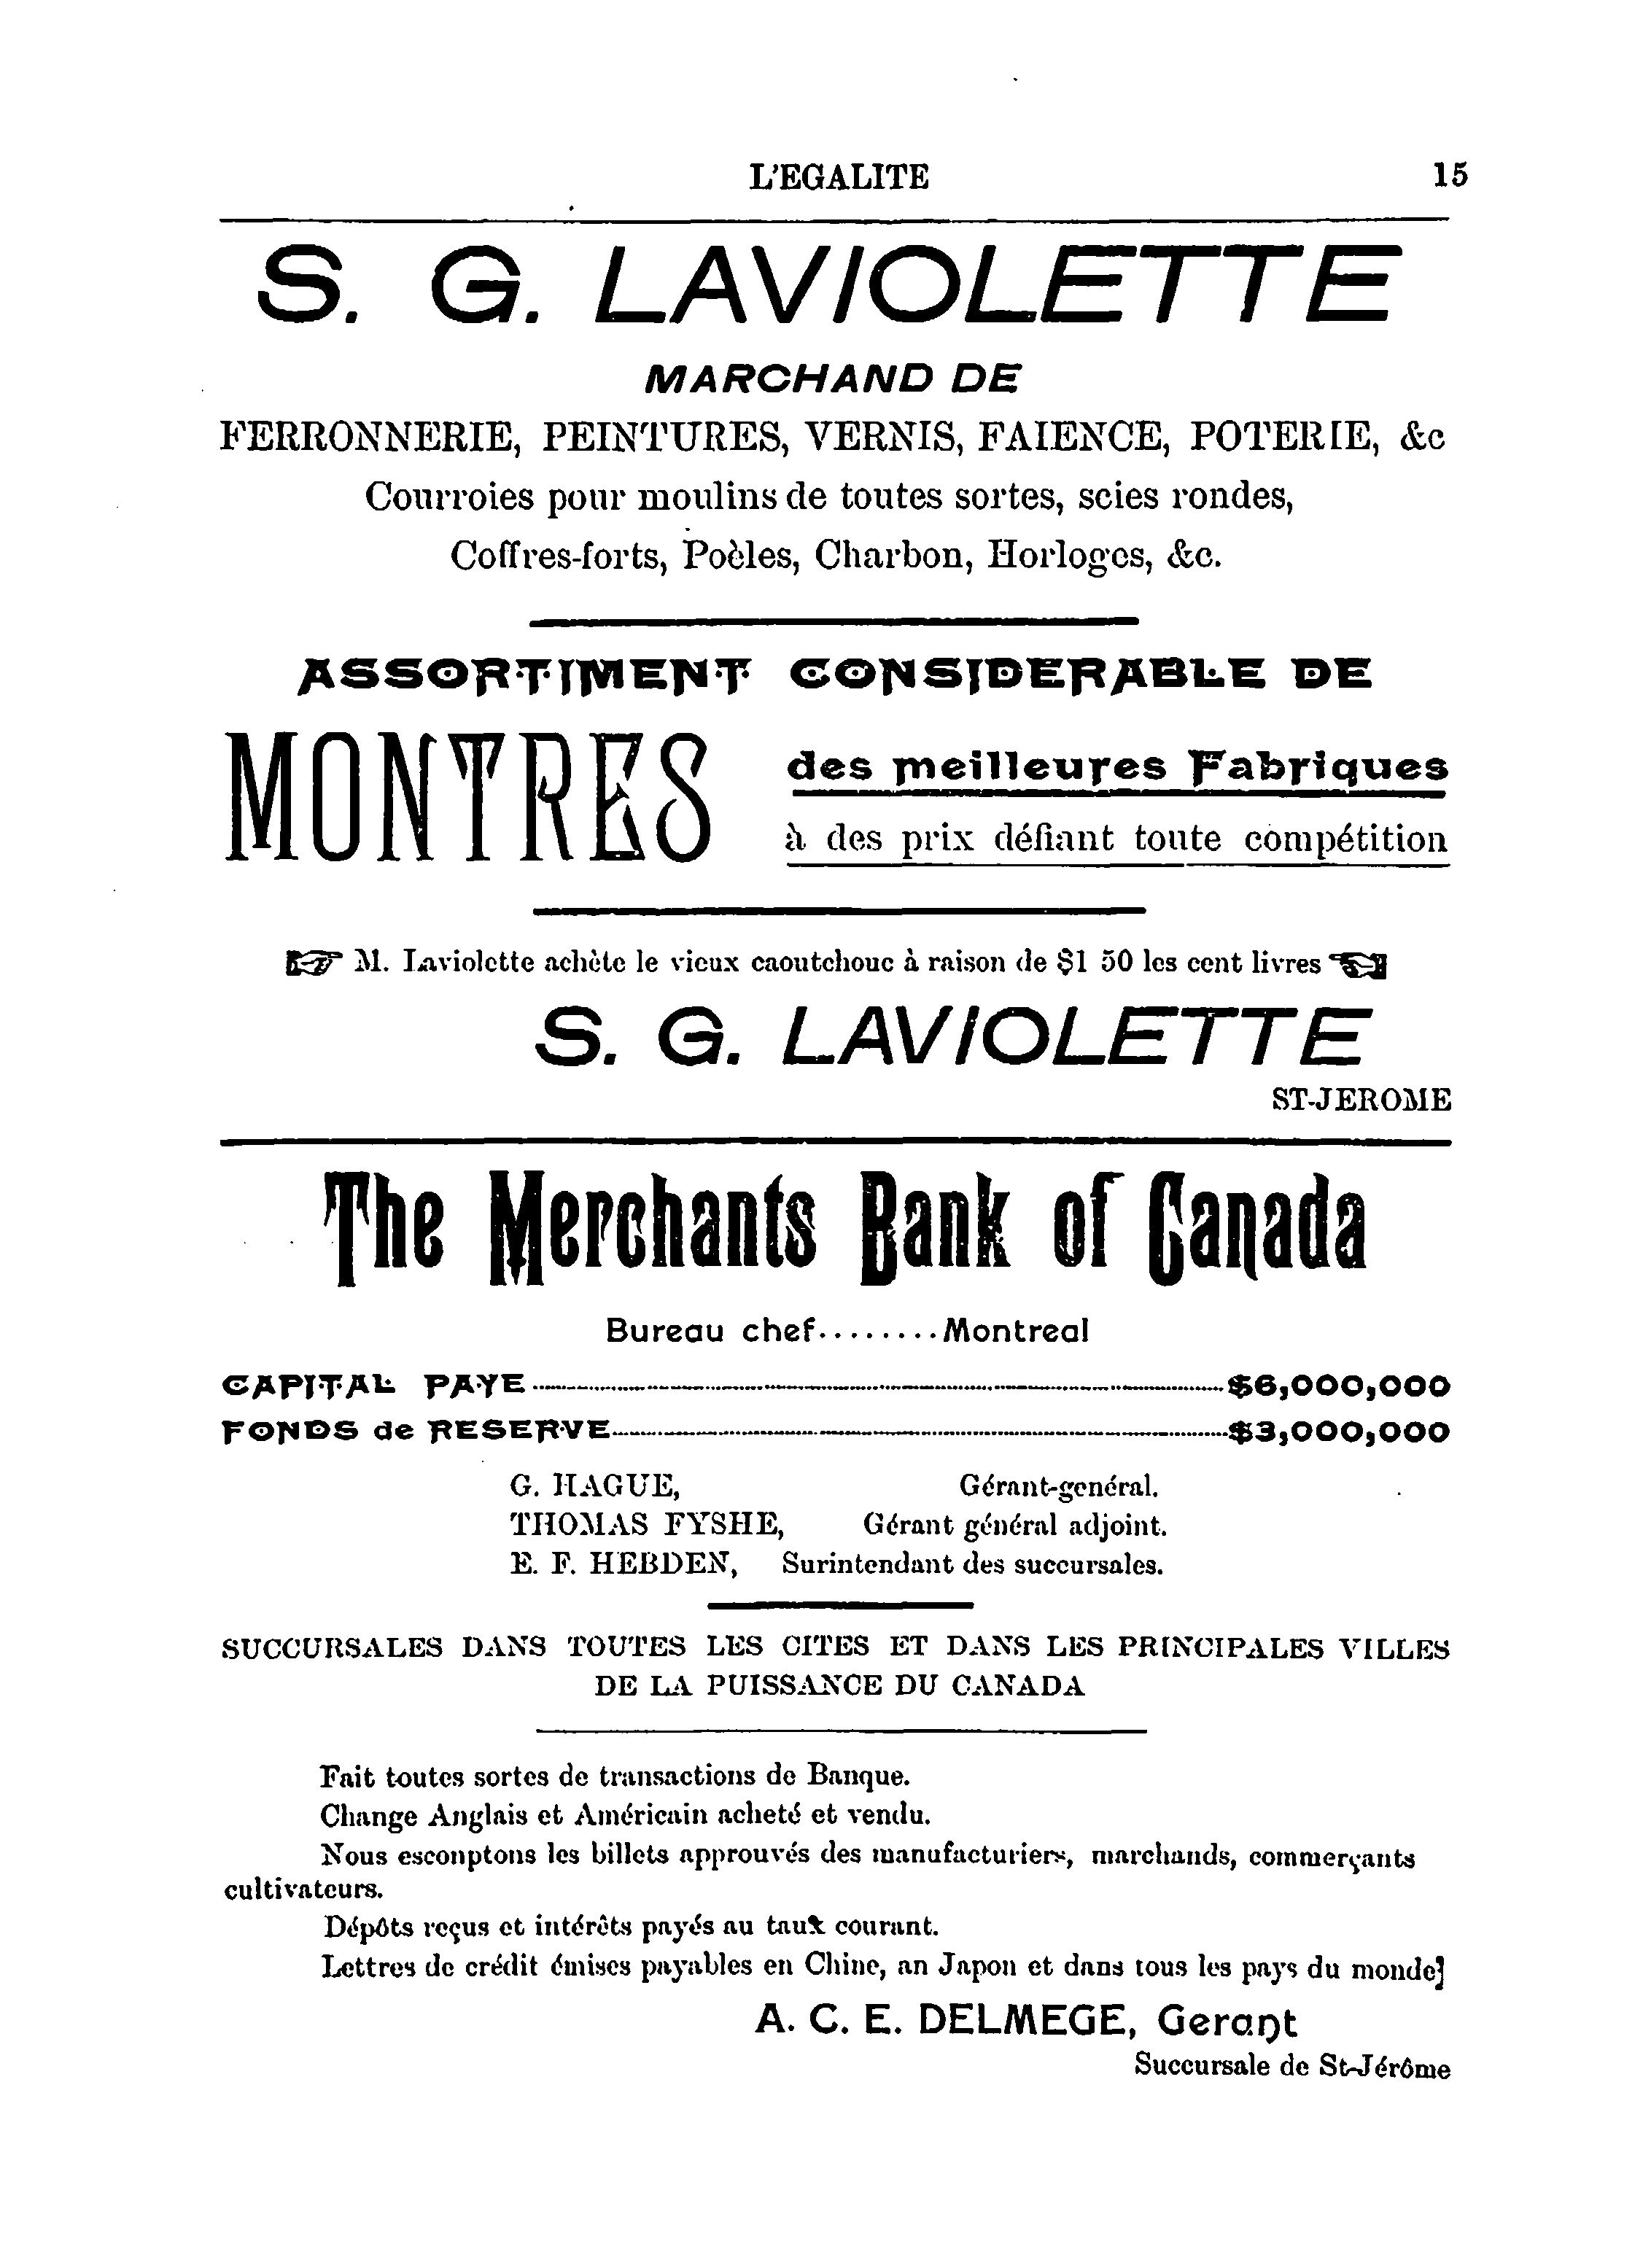 L'EGALITE 15
S. G. LAVIOLETTE
MARCHAND DE
FERRONNERIE, PEINTURES, VERNIS, FAIENCE, POTERIE, &c
Courroies pour moulins de toutes sortes, scies rondes,
Coffres-forts, Poèles, Charbon, Horloges, &c.
ASSORTIMENT CONSIDERABLE DE
MONTRES
des meilleures Fabriques
à des prix défiant toute compétition
☞ M. Laviolette achète le vieux caoutchouc à raison de $1 50 les cent livres ☜
S. G. LAVIOLETTE
ST-JEROME
The Merchants Bank of Canada
Bureau chef........Montreal
CAPITAL PAYE........$6,000,000
FONDS de RESERVE........$3,000,000
G. HAGUE, Gérant-genéral.
THOMAS FYSHE, Gérant général adjoint.
E. F. HEBDEN, Surintendant des succursales.
SUCCURSALES DANS TOUTES LES CITES ET DANS LES PRINCIPALES VILLES
DE LA PUISSANCE DU CANADA
Fait toutes sortes de transactions de Banque.
Change Anglais et Américain acheté et vendu.
Nous esconptons les billets approuvés des manufacturiers, marchands, commerçants
cultivateurs.
Dépôts reçus et intérêts payés au taux courant.
Lettres de crédit émises payables en Chine, an Japon et dans tous les pays du monde]
A. C. E. DELMEGE, Gerant
Succursale de St-Jérôme